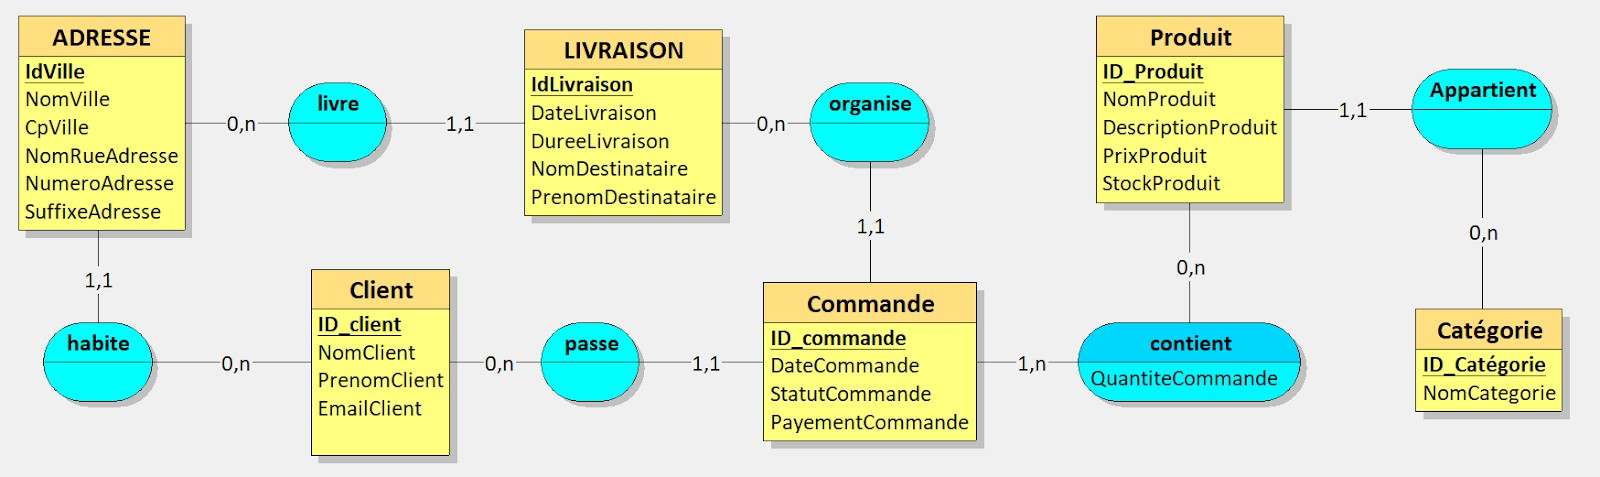 ADRESSE
IdVille
NomVille
CpVille
NomRueAdresse
NumeroAdresse
SuffixeAdresse
0,n
livre
1,1
LIVRAISON
IdLivraison
DateLivraison
DureeLivraison
NomDestinataire
PrenomDestinataire
0,n
organise
1,1
Produit
ID_Produit
NomProduit
DescriptionProduit
PrixProduit
StockProduit
1,1
Appartient
0,n
0,n
1,1
habite
0,n
Client
ID_client
NomClient
PrenomClient
EmailClient
0,n
passe
1,1
Commande
ID_commande
DateCommande
StatutCommande
PayementCommande
1,n
contient
QuantiteCommande
Catégorie
ID_Catégorie
NomCategorie